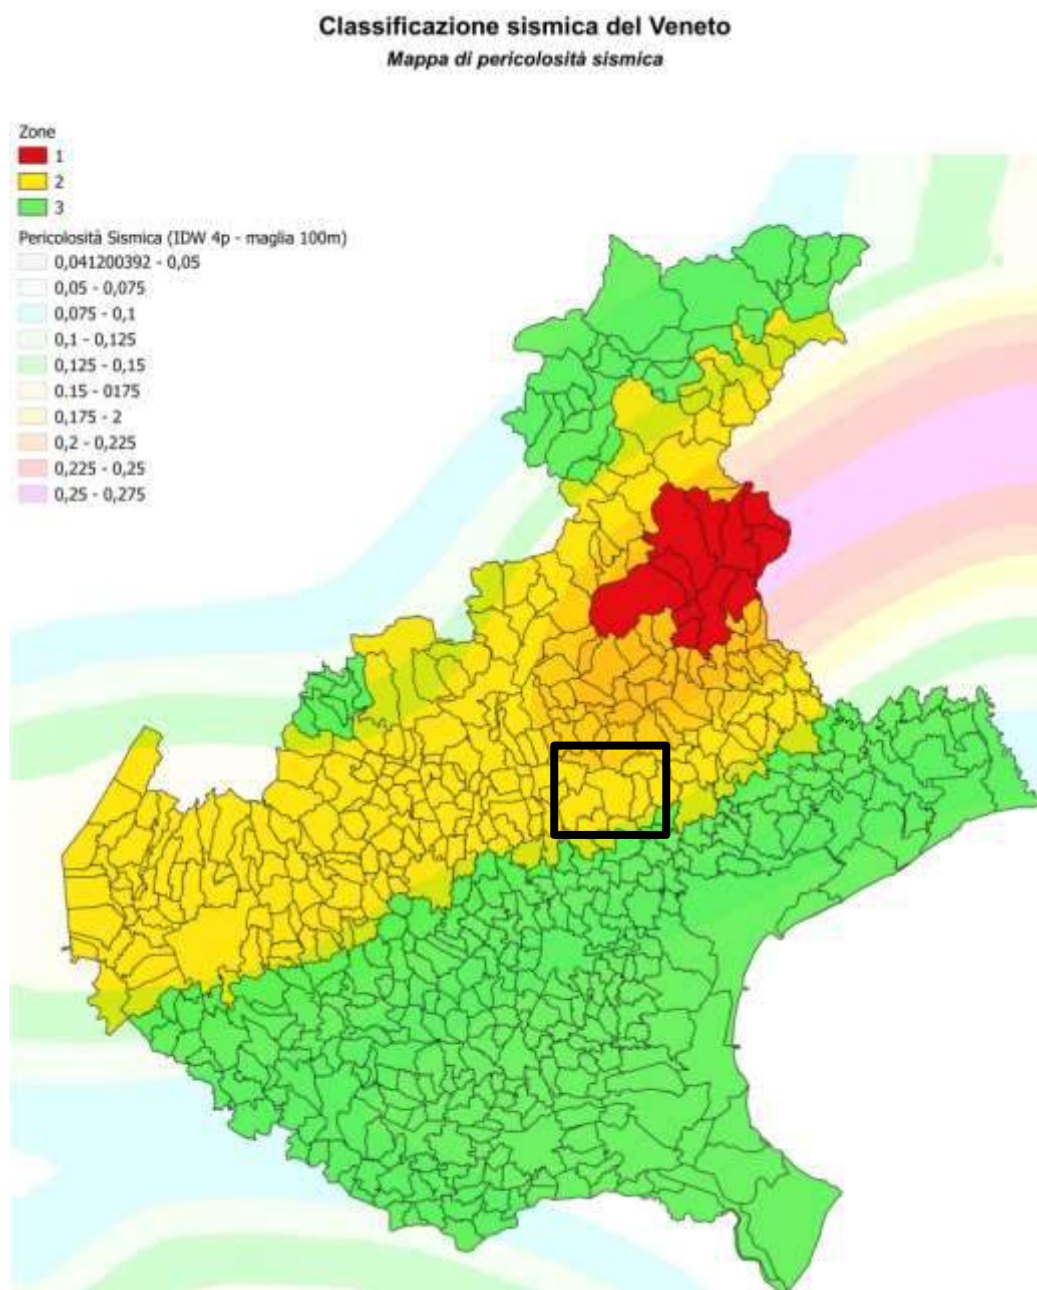 Classificazione sismica del Veneto
Mappa di pericolosità sismica
Zone
1
2
3
Pericolosità Sismica (IDW 4p - maglia 100m)
0,041200392 - 0,05
0,05 - 0,075
0,075 - 0,1
0,1 - 0,125
0,125 - 0,15
0.15 - 0175
0,175 - 2
0,2 - 0,225
0,225 - 0,25
0,25 - 0,275